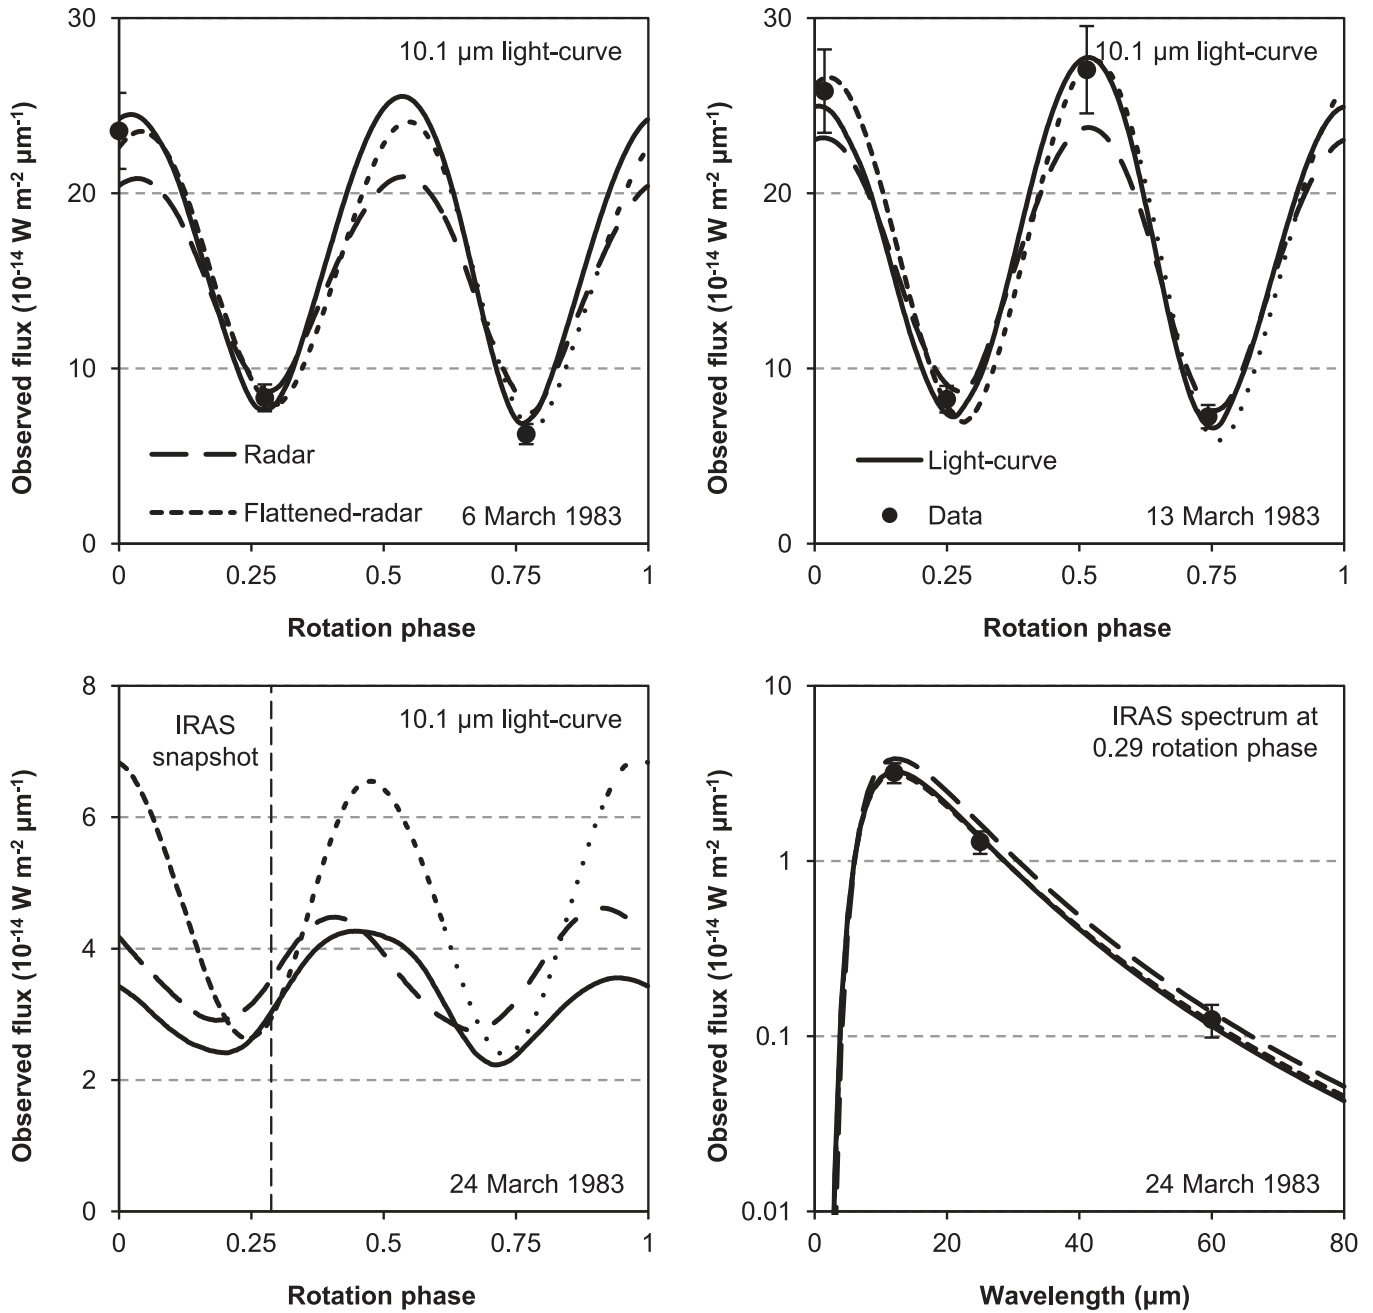 30
20
10
0
Observed flux (10⁻¹⁴ W m⁻² µm⁻¹)
10.1 µm light-curve
Radar
Flattened-radar
6 March 1983
0
0.25
0.5
0.75
1
Rotation phase
30
20
10
0
Observed flux (10⁻¹⁴ W m⁻² µm⁻¹)
10.1 µm light-curve
Light-curve
Data
13 March 1983
0
0.25
0.5
0.75
1
Rotation phase
8
6
4
2
0
Observed flux (10⁻¹⁴ W m⁻² µm⁻¹)
10.1 µm light-curve
IRAS
snapshot
24 March 1983
0
0.25
0.5
0.75
1
Rotation phase
10
1
0.1
0.01
Observed flux (10⁻¹⁴ W m⁻² µm⁻¹)
IRAS spectrum at
0.29 rotation phase
24 March 1983
0
20
40
60
80
Wavelength (µm)